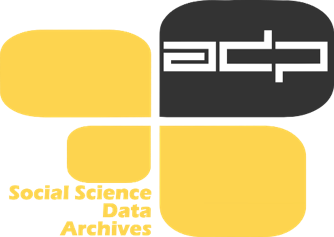 adp
Social Science
Data
Archives